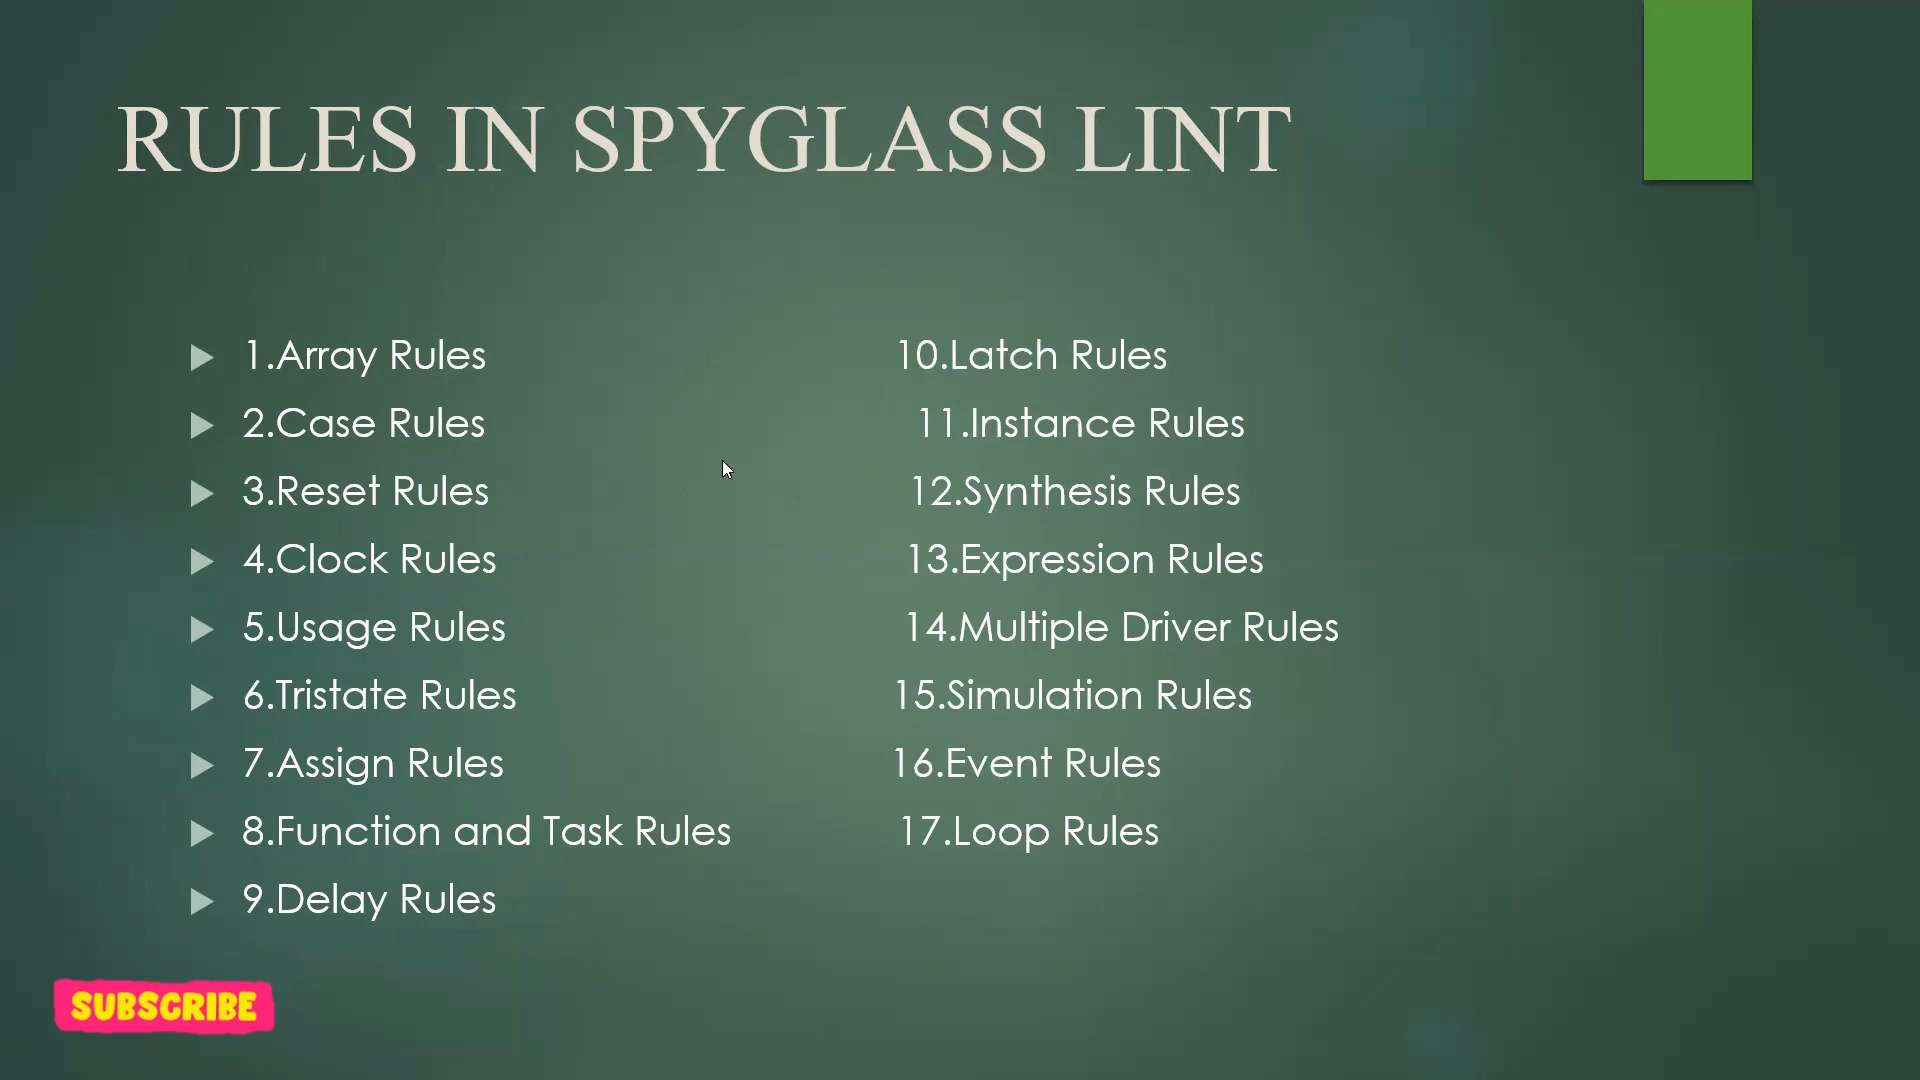 RULES IN SPYGLASS LINT
1.Array Rules
2.Case Rules
3.Reset Rules
4.Clock Rules
5.Usage Rules
6.Tristate Rules
7.Assign Rules
8.Function and Task Rules
9.Delay Rules
10.Latch Rules
11.Instance Rules
12.Synthesis Rules
13.Expression Rules
14.Multiple Driver Rules
15.Simulation Rules
16.Event Rules
17.Loop Rules
SUBSCRIBE